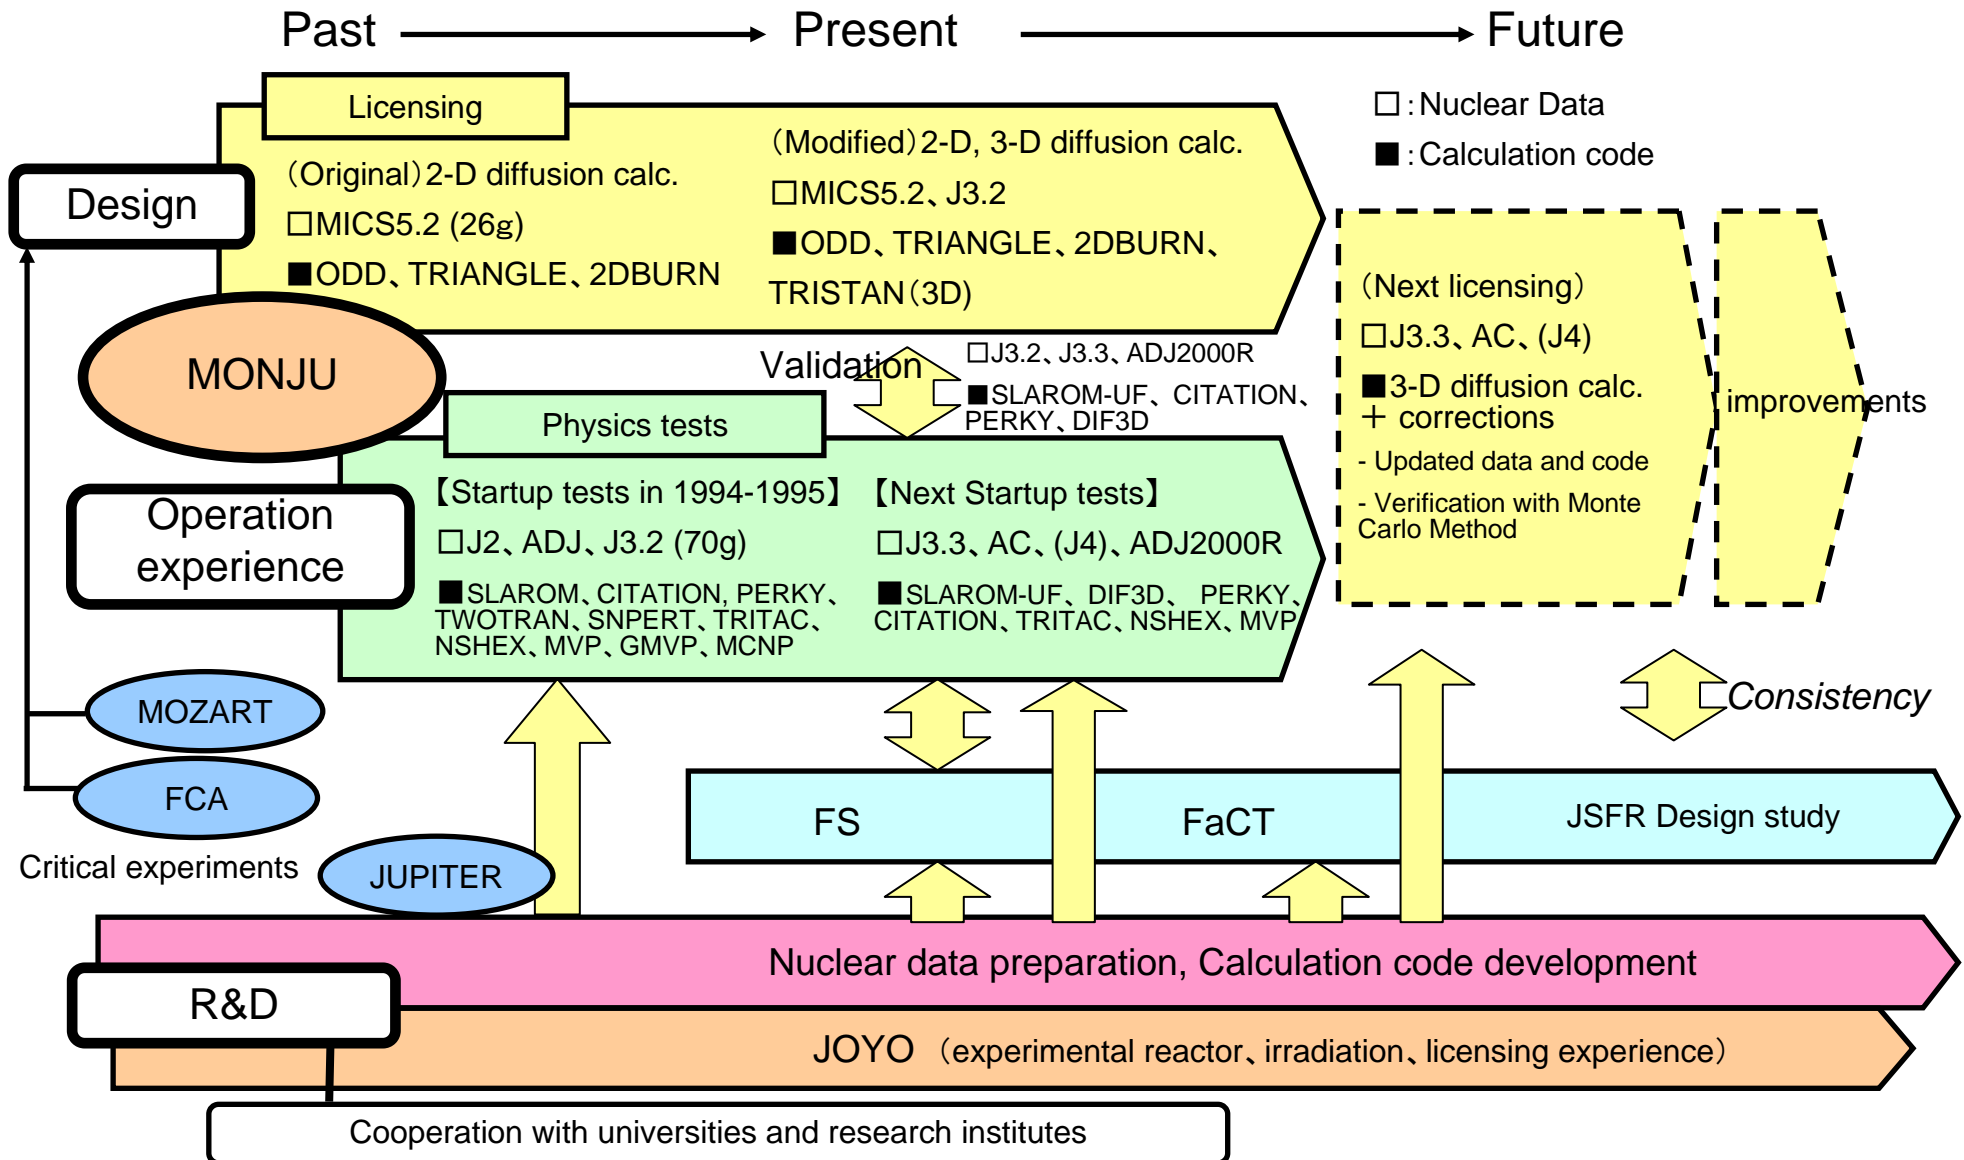 Past
Present
Future
Licensing
□:Nuclear Data
■:Calculation code
Design
(Original)2-D diffusion calc.
□MICS5.2 (26g)
■ODD、TRIANGLE、2DBURN
(Modified)2-D, 3-D diffusion calc.
□MICS5.2、J3.2
■ODD、TRIANGLE、2DBURN、
TRISTAN(3D)
(Next licensing)
□J3.3、AC、(J4)
■3-D diffusion calc.
+ corrections
- Updated data and code
- Verification with Monte
Carlo Method
improvements
MONJU
Validation
□J3.2、J3.3、ADJ2000R
■SLAROM-UF、CITATION、
PERKY、DIF3D
Physics tests
Operation
experience
【Startup tests in 1994-1995】
□J2、ADJ、J3.2 (70g)
■SLAROM、CITATION, PERKY、
TWOTRAN、SNPERT、TRITAC、
NSHEX、MVP、GMVP、MCNP
【Next Startup tests】
□J3.3、AC、(J4)、ADJ2000R
■SLAROM-UF、DIF3D、PERKY、
CITATION、TRITAC、NSHEX、MVP
MOZART
FCA
Critical experiments
JUPITER
Consistency
FS
FaCT
JSFR Design study
Nuclear data preparation, Calculation code development
R&D
JOYO (experimental reactor、irradiation、licensing experience)
Cooperation with universities and research institutes